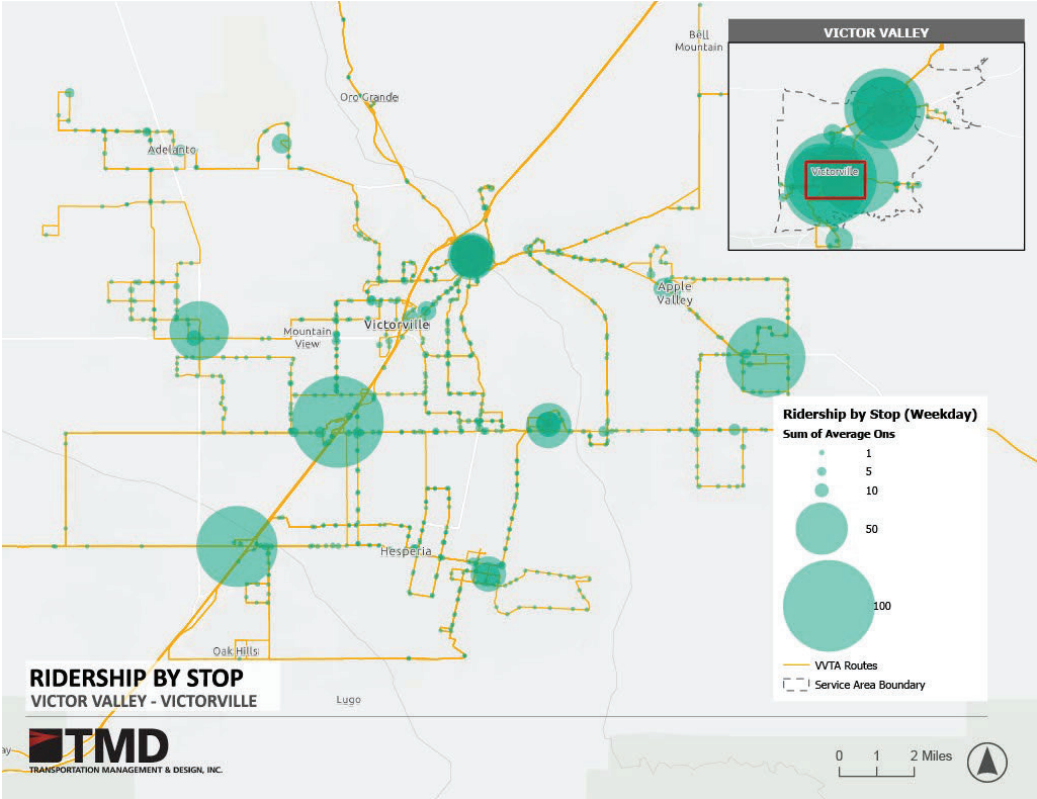 Bell
Mountain
VICTOR VALLEY
Victorville
Oro Grande
Adelanto
Apple
Valley
Mountain
View
Victorville
Hesperia
Oak Hills
Lugo
Ridership by Stop (Weekday)
Sum of Average Ons
1
5
10
50
100
VVTA Routes
Service Area Boundary
RIDERSHIP BY STOP
VICTOR VALLEY - VICTORVILLE
ay
TMD
TRANSPORTATION MANAGEMENT & DESIGN, INC.
0 1 2 Miles